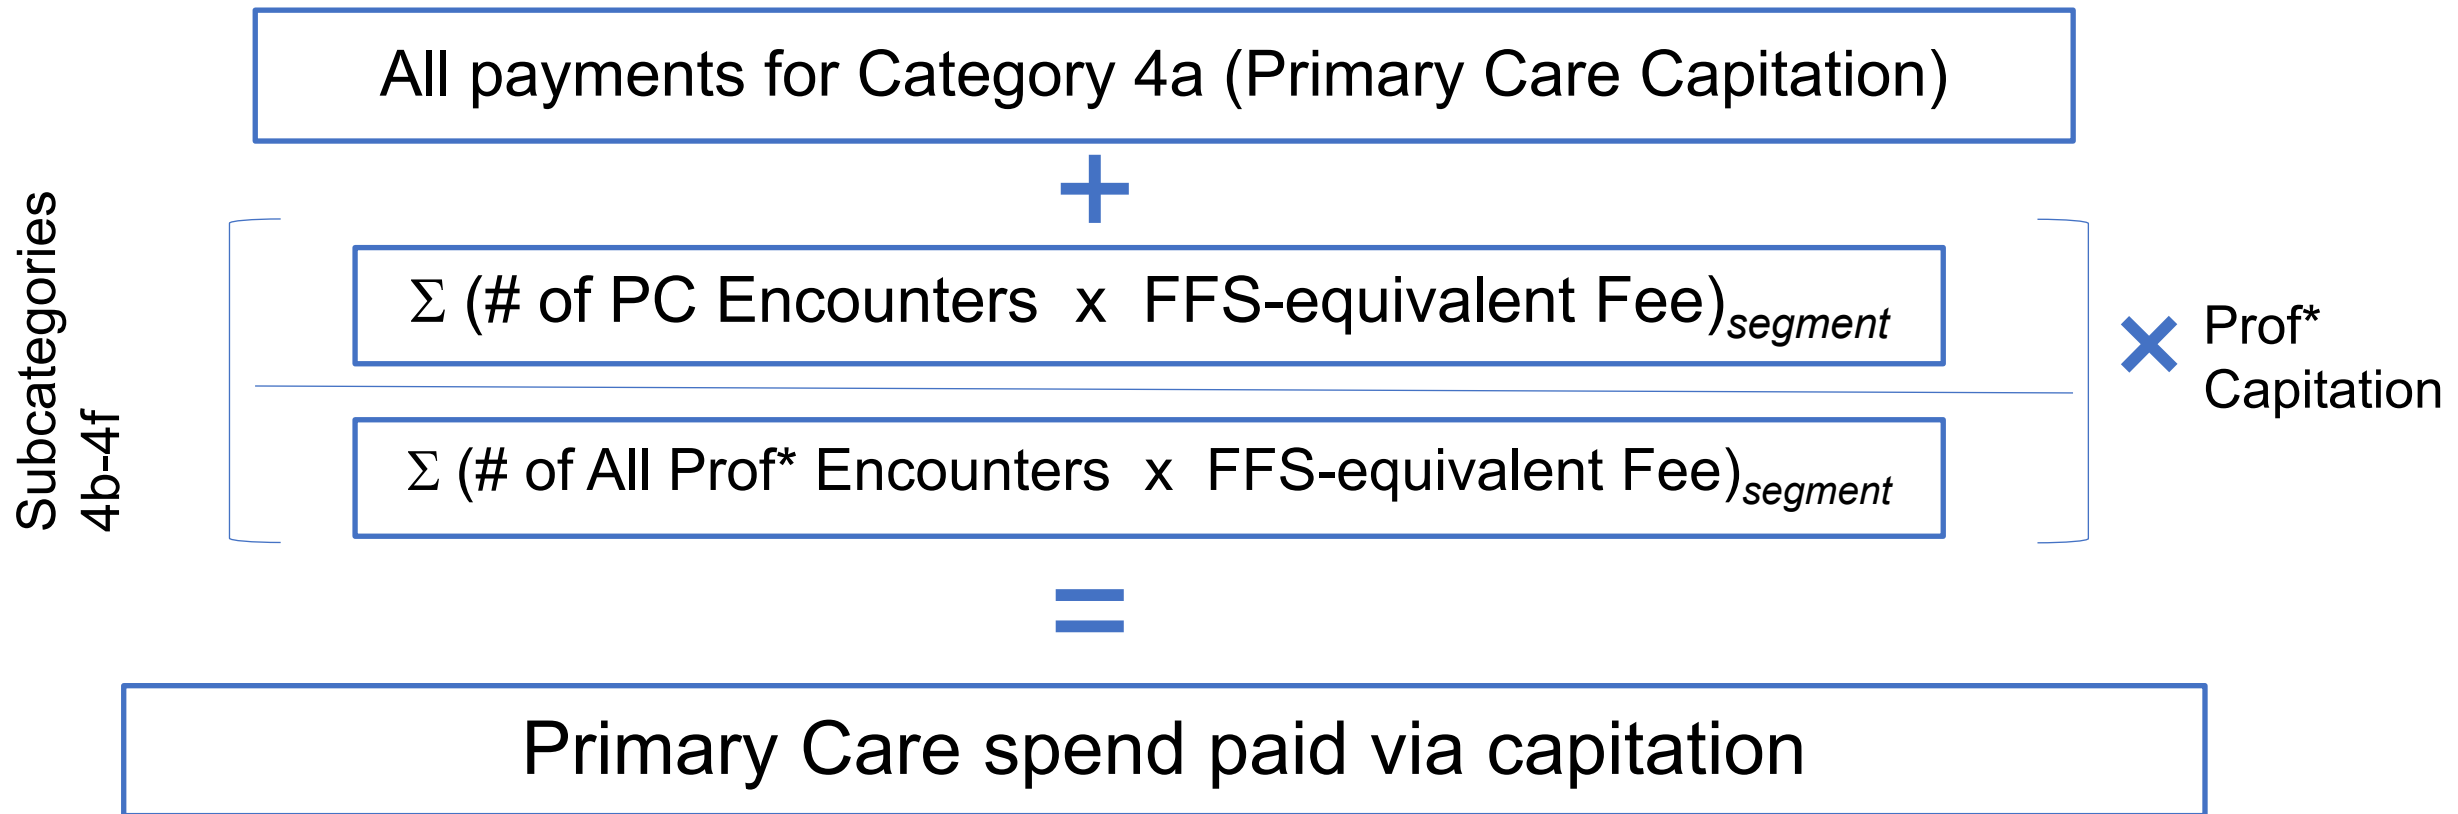 All payments for Category 4a (Primary Care Capitation)
+
Subcategories
4b-4f
Σ (# of PC Encounters x FFS-equivalent Fee)segment
Σ (# of All Prof* Encounters x FFS-equivalent Fee)segment
×
Prof*
Capitation
=
Primary Care spend paid via capitation